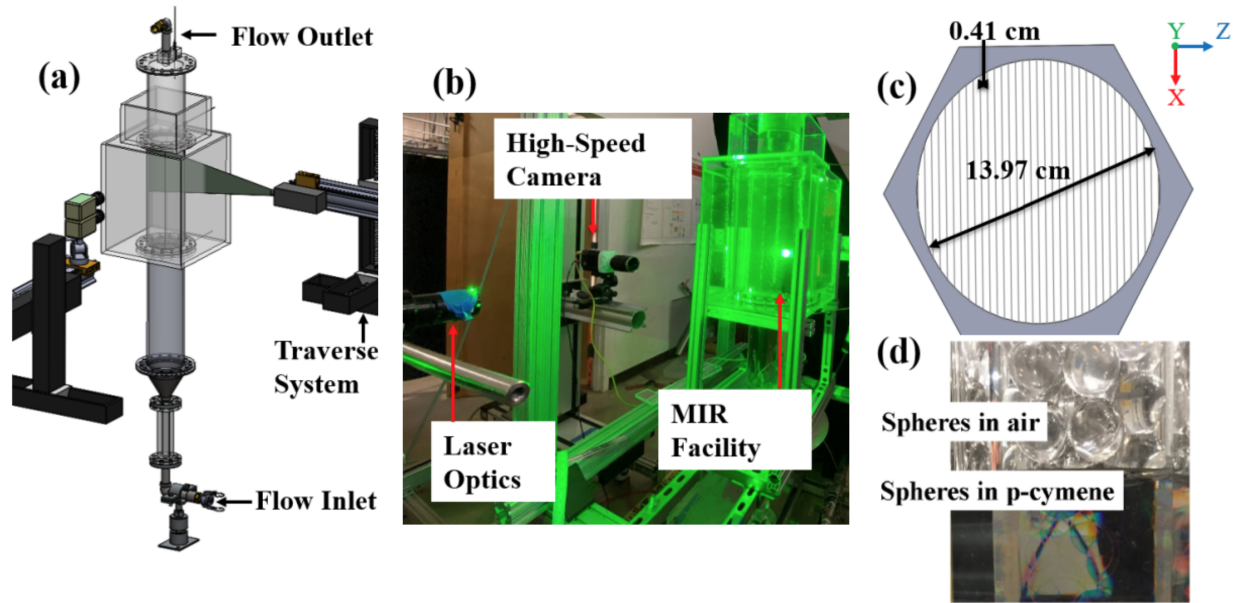 Flow Outlet
(a)
Traverse
System
Flow Inlet
(b)
High-Speed
Camera
Laser
Optics
MIR
Facility
0.41 cm
Y
Z
X
(c)
13.97 cm
(d)
Spheres in air
Spheres in p-cymene